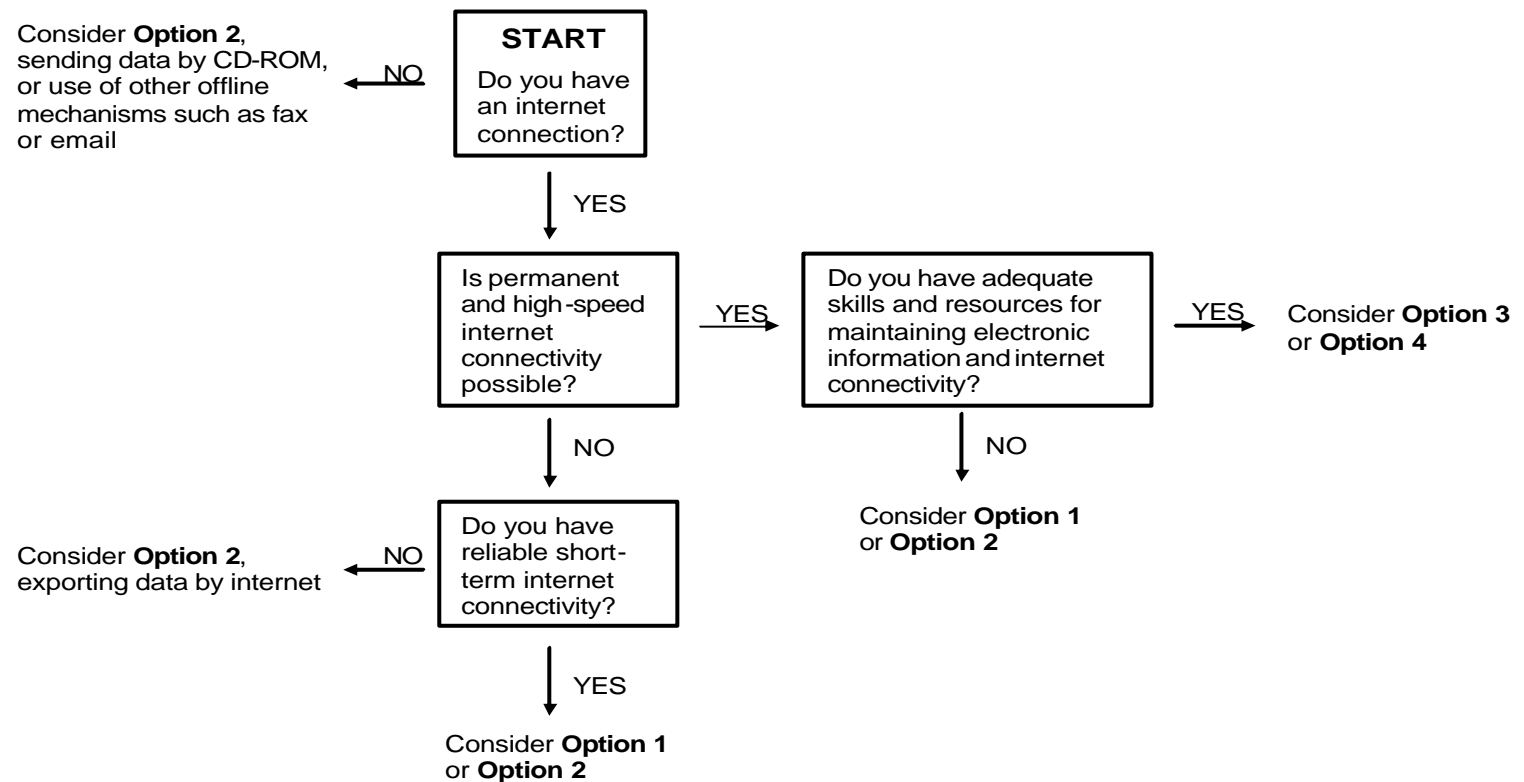 Consider Option 2,
sending data by CD-ROM,
or use of other offline
mechanisms such as fax
or email
NO
START
Do you have
an internet
connection?
YES
Is permanent
and high-speed
internet
connectivity
possible?
YES
Do you have adequate
skills and resources for
maintaining electronic
information and internet
connectivity?
YES
Consider Option 3
or Option 4
NO
NO
Consider Option 1
or Option 2
Consider Option 2,
exporting data by internet
NO
Do you have
reliable short-
term internet
connectivity?
YES
Consider Option 1
or Option 2